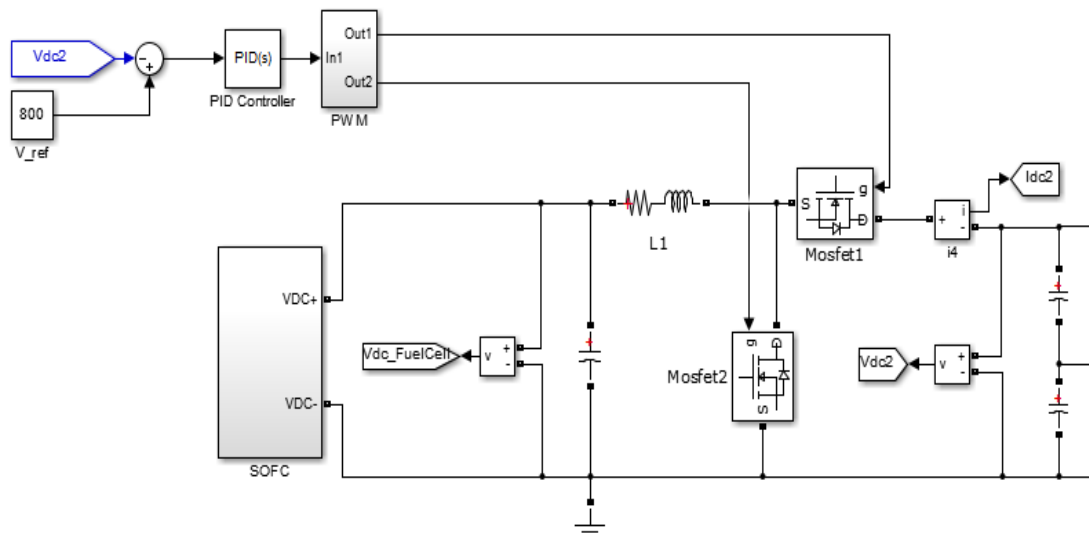 Out1
Vdc2
-
+
PID(s)
In1
Out2
PID Controller
PWM
800
V_ref
Idc2
g
S
D
+
i
-
i4
L1
Mosfet1
VDC+
Vdc_FuelCell
v
+
-
g
D
Mosfet2
S
Vdc2
v
+
-
VDC-
SOFC